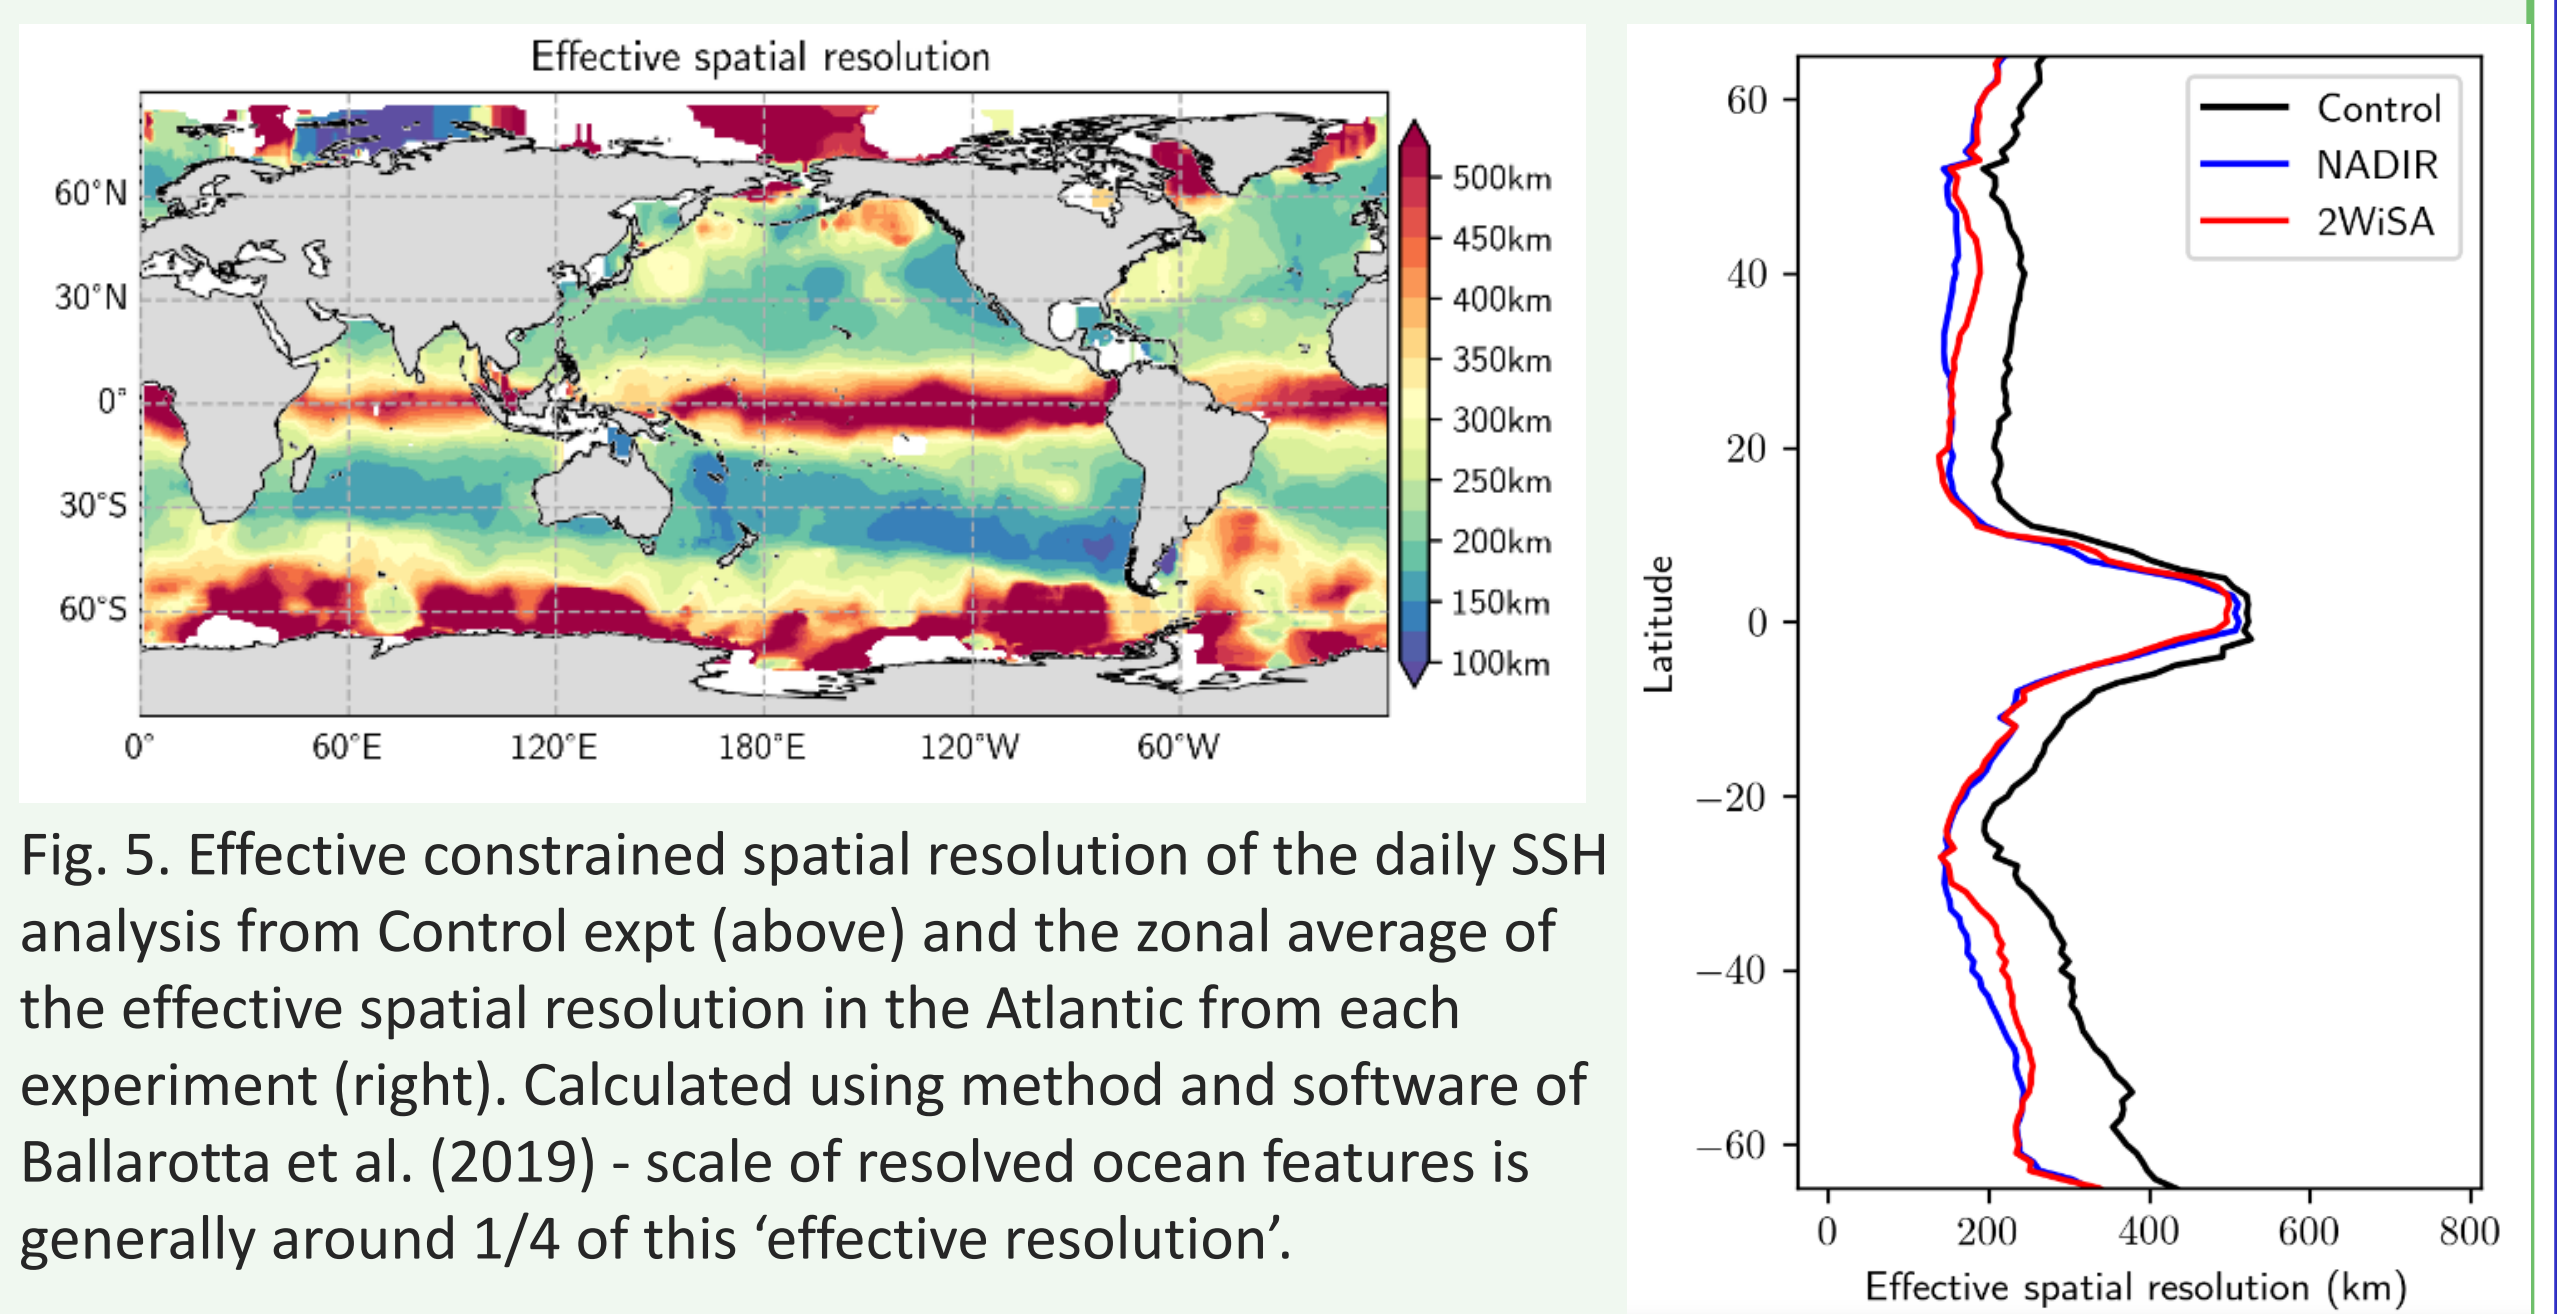 Effective spatial resolution
60°N
30°N
0°
30°S
60°S
0°
60°E
120°E
180°E
120°W
60°W
500km
450km
400km
350km
300km
250km
200km
150km
100km
Fig. 5. Effective constrained spatial resolution of the daily SSH
analysis from Control expt (above) and the zonal average of
the effective spatial resolution in the Atlantic from each
experiment (right). Calculated using method and software of
Ballarotta et al. (2019) - scale of resolved ocean features is
generally around 1/4 of this ‘effective resolution’.
Control
NADIR
2WiSA
Latitude
60
40
20
0
−20
−40
−60
0
200
400
600
800
Effective spatial resolution (km)